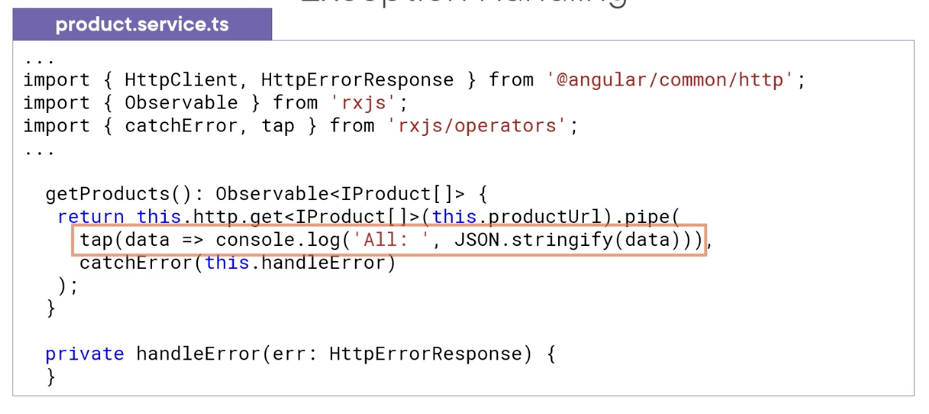 Exception Handling
product.service.ts
...
import { HttpClient, HttpErrorResponse } from '@angular/common/http';
import { Observable } from 'rxjs';
import { catchError, tap } from 'rxjs/operators';
...
getProducts(): Observable<IProduct[]> {
return this.http.get<IProduct[]>(this.productUrl).pipe(
tap(data => console.log('All: ', JSON.stringify(data))),
catchError(this.handleError)
);
}
private handleError(err: HttpErrorResponse) {
}